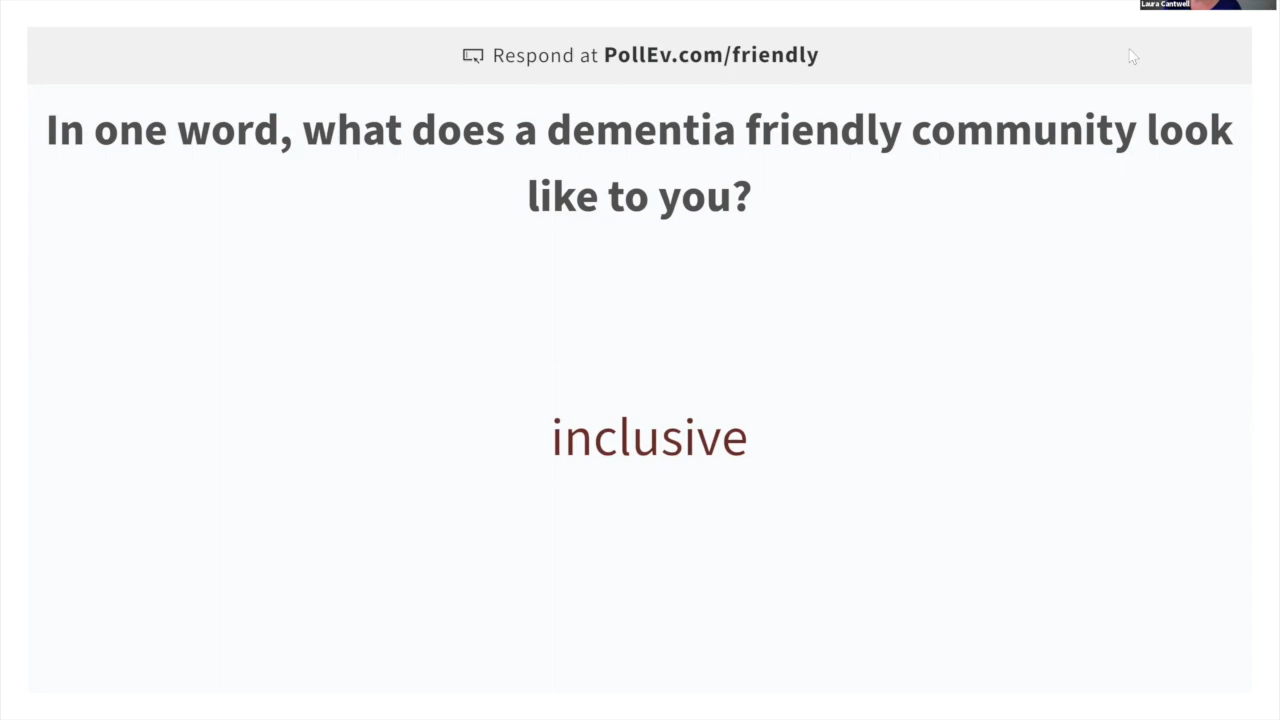 Laura Cantwell
Respond at PollEv.com/friendly
In one word, what does a dementia friendly community look
like to you?
inclusive